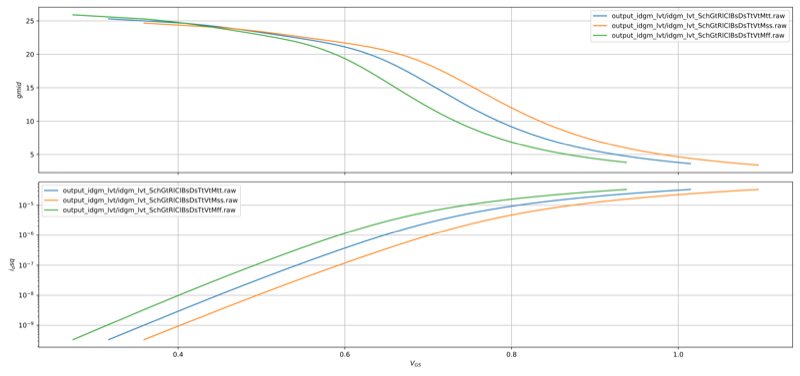 25
20
15
10
5
gmid
output_idgm_lvt/idgm_lvt_SchGtRlClBsDsTtVtMtt.raw
output_idgm_lvt/idgm_lvt_SchGtRlClBsDsTtVtMss.raw
output_idgm_lvt/idgm_lvt_SchGtRlClBsDsTtVtMff.raw
output_idgm_lvt/idgm_lvt_SchGtRlClBsDsTtVtMtt.raw
output_idgm_lvt/idgm_lvt_SchGtRlClBsDsTtVtMss.raw
output_idgm_lvt/idgm_lvt_SchGtRlClBsDsTtVtMff.raw
10⁻⁵
10⁻⁶
10⁻⁷
10⁻⁸
10⁻⁹
0.4 0.6 0.8 1.0
V_GS